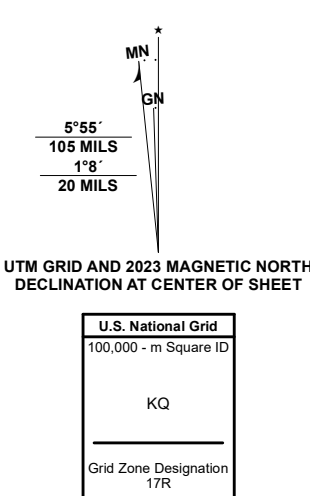 ★
MN
GN
5°55´
105 MILS
1°8´
20 MILS
UTM GRID AND 2023 MAGNETIC NORTH
DECLINATION AT CENTER OF SHEET
U.S. National Grid
100,000 - m Square ID
KQ
Grid Zone Designation
17R